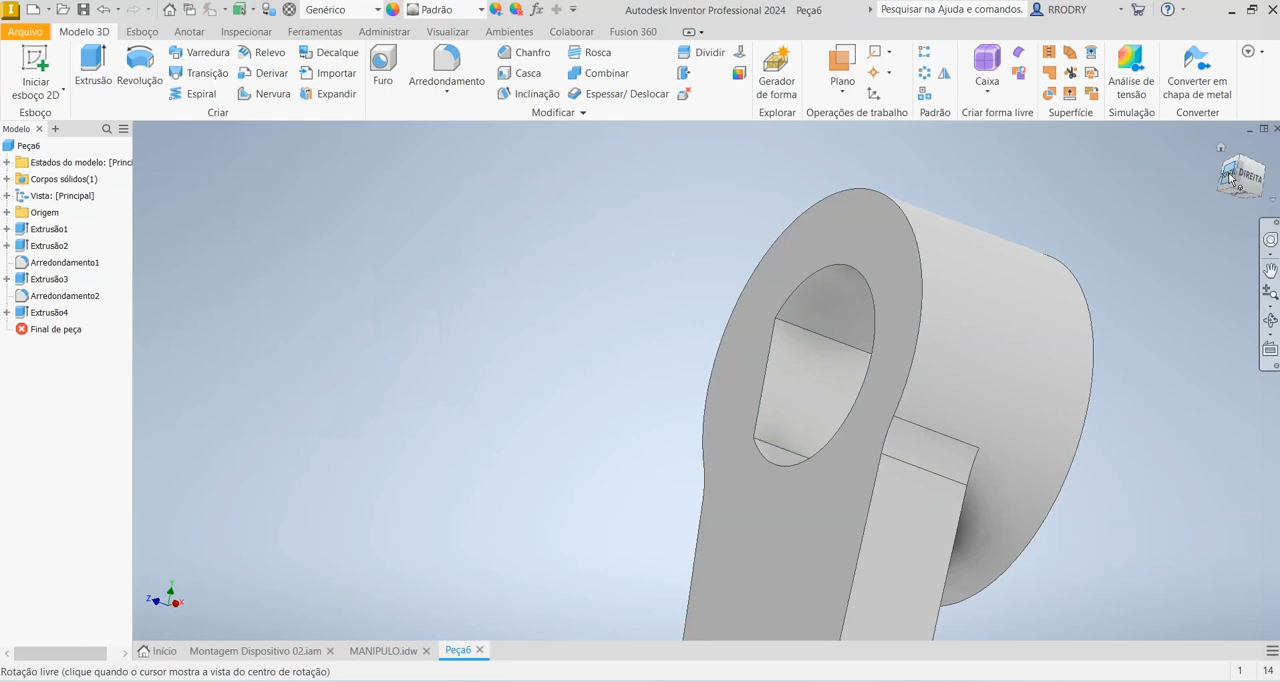 Genérico
Padrão
Autodesk Inventor Professional 2024
Peça6
Pesquisar na Ajuda e comandos.
RRODRY
Arquivo
Modelo 3D
Esboço
Anotar
Inspecionar
Ferramentas
Administrar
Visualizar
Ambientes
Colaborar
Fusion 360
Iniciar
esboço 2D
Extrusão
Revolução
Varredura
Relevo
Decalque
Transição
Derivar
Importar
Espiral
Nervura
Expandir
Furo
Arredondamento
Chanfro
Rosca
Casca
Combinar
Inclinação
Espessar/ Deslocar
Dividir
Gerador
de forma
Plano
Caixa
Análise de
tensão
Converter em
chapa de metal
Esboço
Criar
Modificar
Explorar
Operações de trabalho
Padrão
Criar forma livre
Superfície
Simulação
Converter
Modelo
Peça6
Estados do modelo: [Princ
Corpos sólidos(1)
Vista: [Principal]
Origem
Extrusão1
Extrusão2
Arredondamento1
Extrusão3
Arredondamento2
Extrusão4
Final de peça
DIREITA
Y
Z
X
Início
Montagem Dispositivo 02.iam
MANIPULO.idw
Peça6
Rotação livre (clique quando o cursor mostra a vista do centro de rotação)
1
14